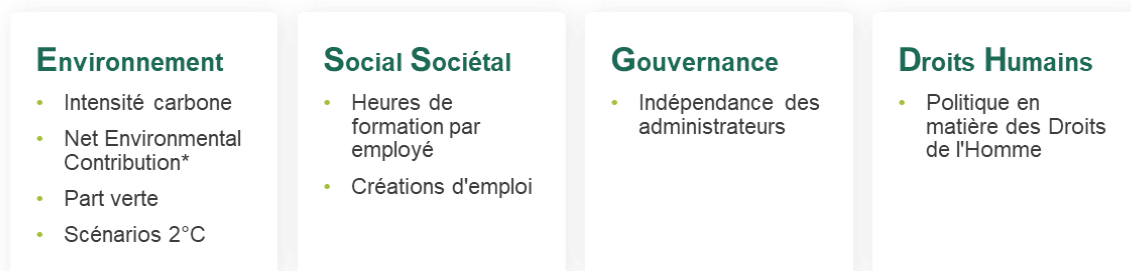 Environnement
• Intensité carbone
• Net Environmental
Contribution*
• Part verte
• Scénarios 2°C
Social Sociétal
• Heures de
formation par
employé
• Créations d'emploi
Gouvernance
• Indépendance des
administrateurs
Droits Humains
• Politique en
matière des Droits
de l'Homme